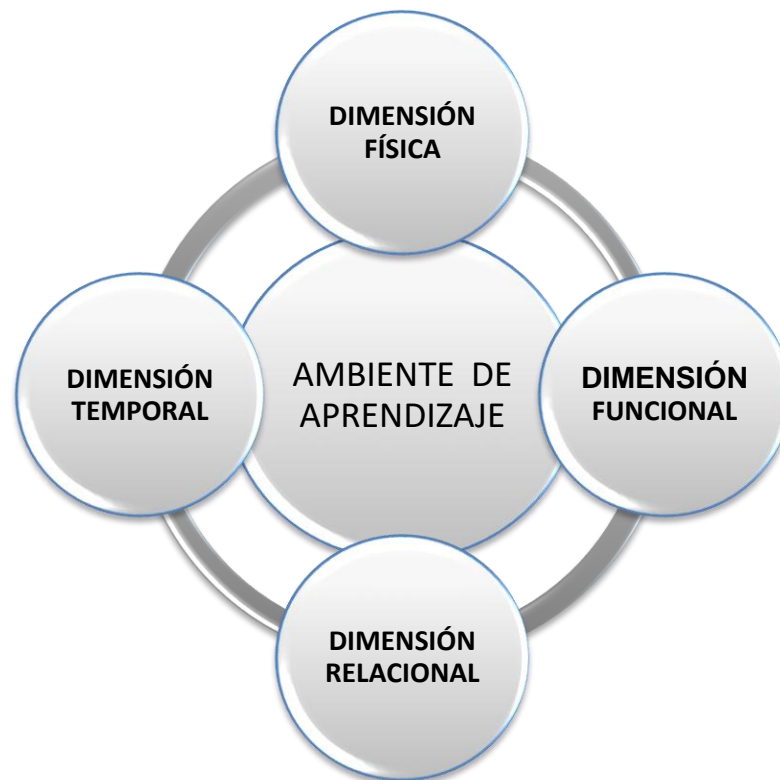 DIMENSIÓN
FÍSICA
DIMENSIÓN
TEMPORAL
AMBIENTE DE
APRENDIZAJE
DIMENSIÓN
FUNCIONAL
DIMENSIÓN
RELACIONAL